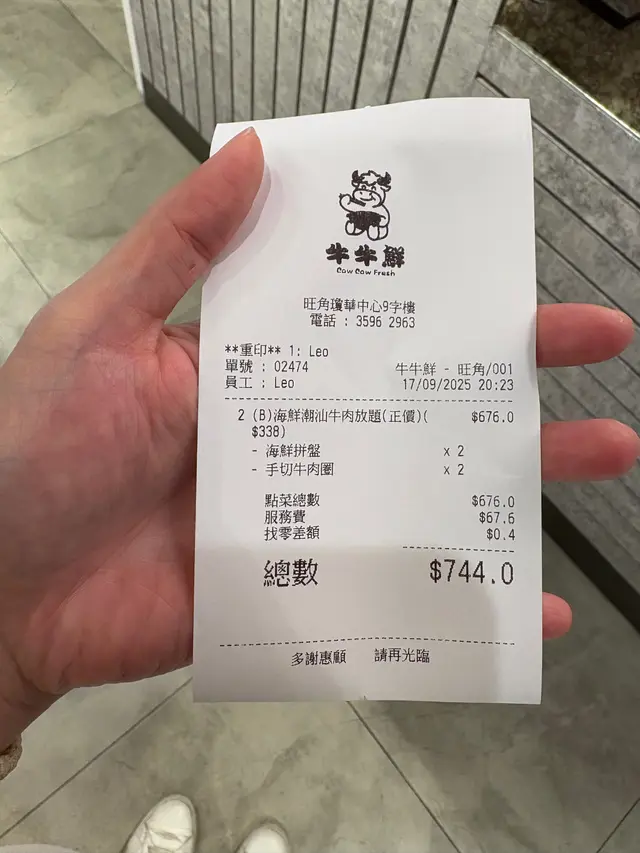 牛牛鮮
Cow Cow Fresh
旺角瓊華中心9字樓
電話 : 3596 2963
**重印** 1: Leo
單號 : 02474 牛牛鮮 - 旺角/001
員工 : Leo 17/09/2025 20:23
2 (B)海鮮潮汕牛肉放題(正價)( $676.0
$338)
- 海鮮拼盤 x 2
- 手切牛肉圈 x 2
點菜總數 $676.0
服務費 $67.6
找零差額 $0.4
總數 $744.0
多謝惠顧 請再光臨